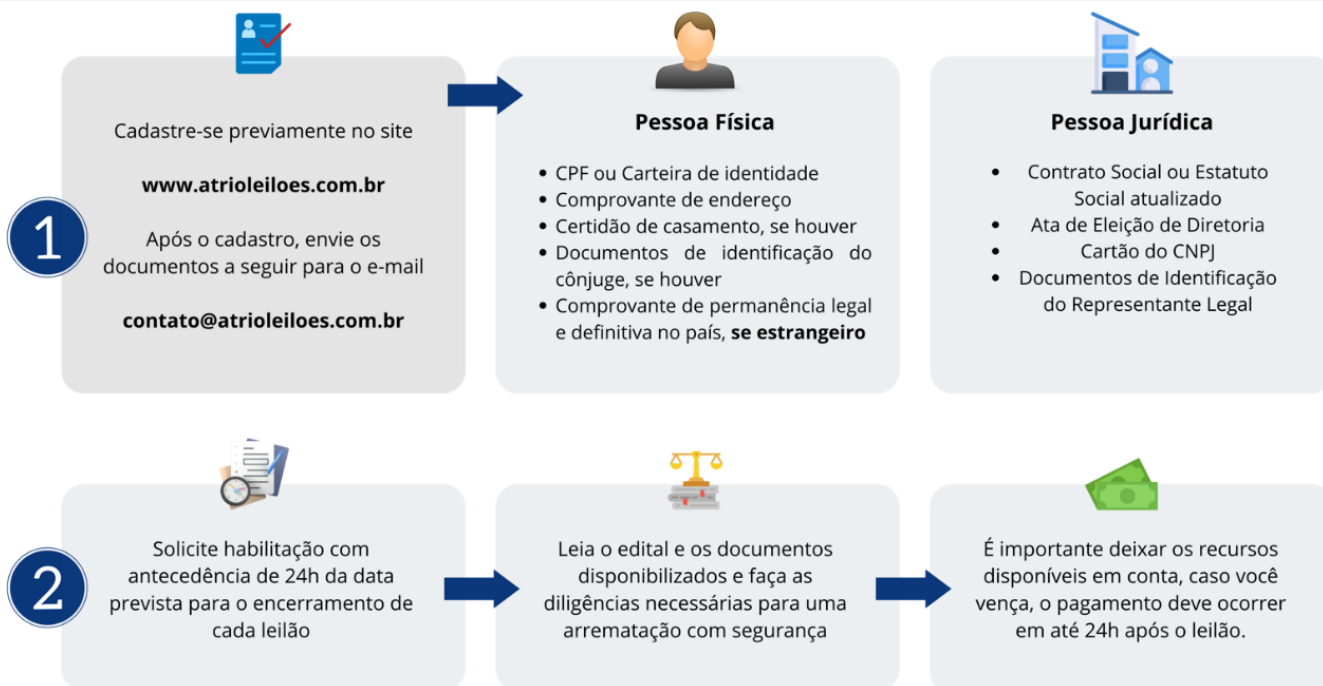 1
Cadastre-se previamente no site
www.atrioleiloes.com.br
Após o cadastro, envie os
documentos a seguir para o e-mail
contato@atrioleiloes.com.br
Pessoa Física
• CPF ou Carteira de identidade
• Comprovante de endereço
• Certidão de casamento, se houver
• Documentos de identificação do
cônjuge, se houver
• Comprovante de permanência legal
e definitiva no país, se estrangeiro
Pessoa Jurídica
• Contrato Social ou Estatuto
Social atualizado
• Ata de Eleição de Diretoria
• Cartão do CNPJ
• Documentos de Identificação
do Representante Legal
2
Solicite habilitação com
antecedência de 24h da data
prevista para o encerramento de
cada leilão
Leia o edital e os documentos
disponibilizados e faça as
diligências necessárias para uma
arrematação com segurança
É importante deixar os recursos
disponíveis em conta, caso você
vença, o pagamento deve ocorrer
em até 24h após o leilão.